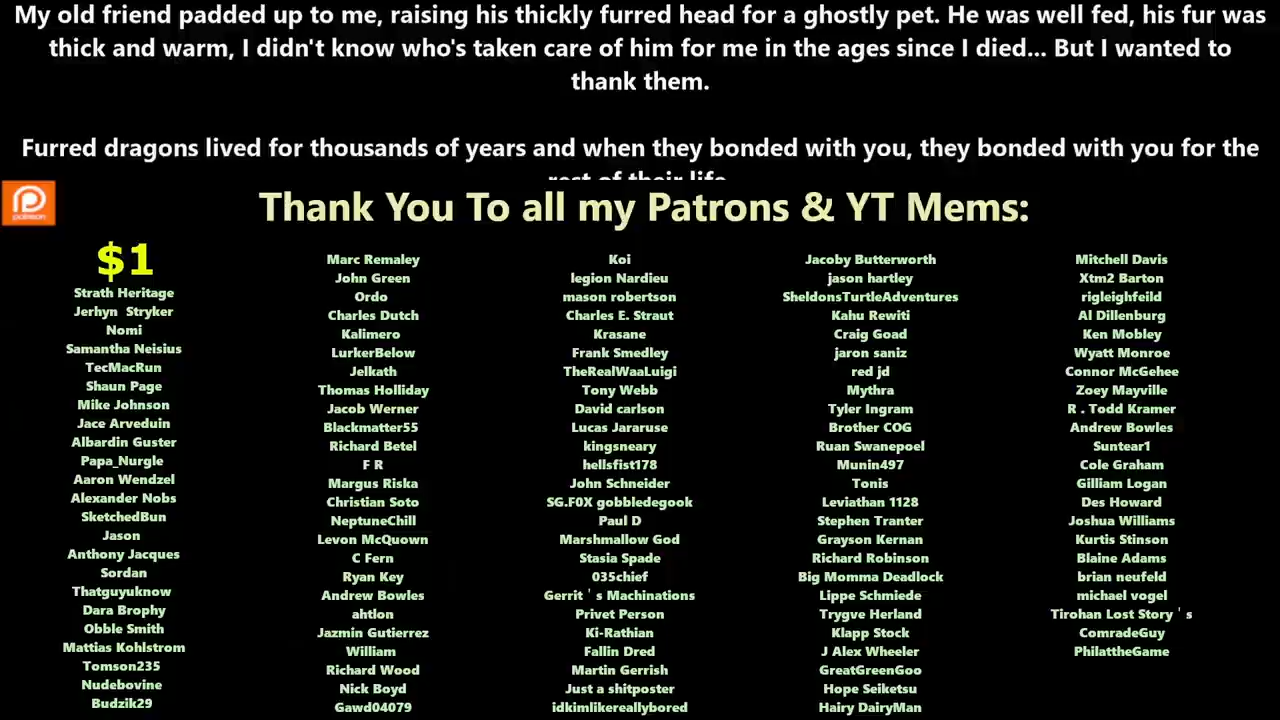 My old friend padded up to me, raising his thickly furred head for a ghostly pet. He was well fed, his fur was
thick and warm, I didn't know who's taken care of him for me in the ages since I died... But I wanted to
thank them.
Furred dragons lived for thousands of years and when they bonded with you, they bonded with you for the
rest of their life
patreon
Thank You To all my Patrons & YT Mems:
$1
Strath Heritage
Jerhyn  Stryker
Nomi
Samantha Neisius
TecMacRun
Shaun Page
Mike Johnson
Jace Arveduin
Albardin Guster
Papa_Nurgle
Aaron Wendzel
Alexander Nobs
SketchedBun
Jason
Anthony Jacques
Sordan
Thatguyuknow
Dara Brophy
Obble Smith
Mattias Kohlstrom
Tomson235
Nudebovine
Budzik29
Marc Remaley
John Green
Ordo
Charles Dutch
Kalimero
LurkerBelow
Jelkath
Thomas Holliday
Jacob Werner
Blackmatter55
Richard Betel
F R
Margus Riska
Christian Soto
NeptuneChill
Levon McQuown
C Fern
Ryan Key
Andrew Bowles
ahtlon
Jazmin Gutierrez
William
Richard Wood
Nick Boyd
Gawd04079
Koi
legion Nardieu
mason robertson
Charles E. Straut
Krasane
Frank Smedley
TheRealWaaLuigi
Tony Webb
David carlson
Lucas Jararuse
kingsneary
hellsfist178
John Schneider
SG.F0X gobbledegook
Paul D
Marshmallow God
Stasia Spade
035chief
Gerrit ' s Machinations
Privet Person
Ki-Rathian
Fallin Dred
Martin Gerrish
Just a shitposter
idkimlikereallybored
Jacoby Butterworth
jason hartley
SheldonsTurtleAdventures
Kahu Rewiti
Craig Goad
jaron saniz
red jd
Mythra
Tyler Ingram
Brother COG
Ruan Swanepoel
Munin497
Tonis
Leviathan 1128
Stephen Tranter
Grayson Kernan
Richard Robinson
Big Momma Deadlock
Lippe Schmiede
Trygve Herland
Klapp Stock
J Alex Wheeler
GreatGreenGoo
Hope Seiketsu
Hairy DairyMan
Mitchell Davis
Xtm2 Barton
rigleighfeild
Al Dillenburg
Ken Mobley
Wyatt Monroe
Connor McGehee
Zoey Mayville
R . Todd Kramer
Andrew Bowles
Suntear1
Cole Graham
Gilliam Logan
Des Howard
Joshua Williams
Kurtis Stinson
Blaine Adams
brian neufeld
michael vogel
Tirohan Lost Story ' s
ComradeGuy
PhilattheGame